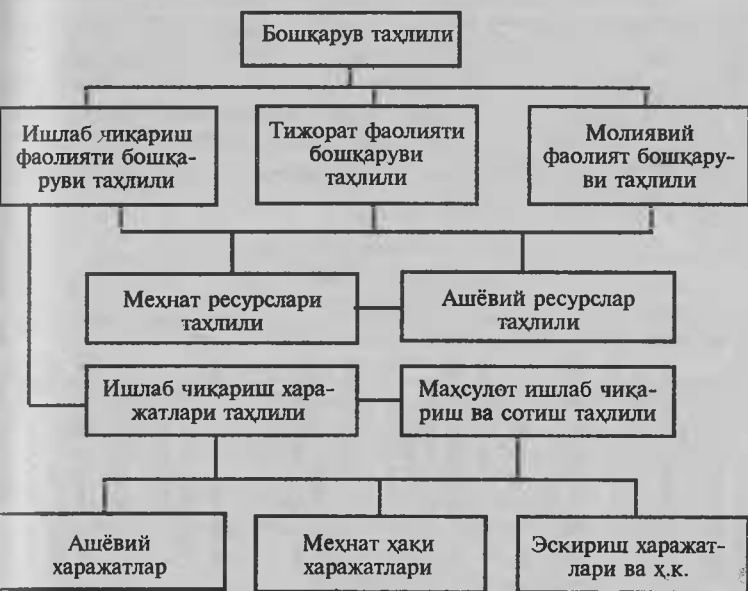 Бошқарув таҳлили
Ишлаб чиқариш
фаолияти бошқа-
руви таҳлили
Тижорат фаолияти
бошқаруви
таҳлили
Молиявий
фаолият бошқару-
ви таҳлили
Меҳнат ресурслари
таҳлили
Ашёвий ресурслар
таҳлили
Ишлаб чиқариш хара-
жатлари таҳлили
Маҳсулот ишлаб чиқа-
риш ва сотиш таҳлили
Ашёвий
харажатлар
Меҳнат ҳақи
харажатлари
Эскириш харажат-
лари ва ҳ.к.